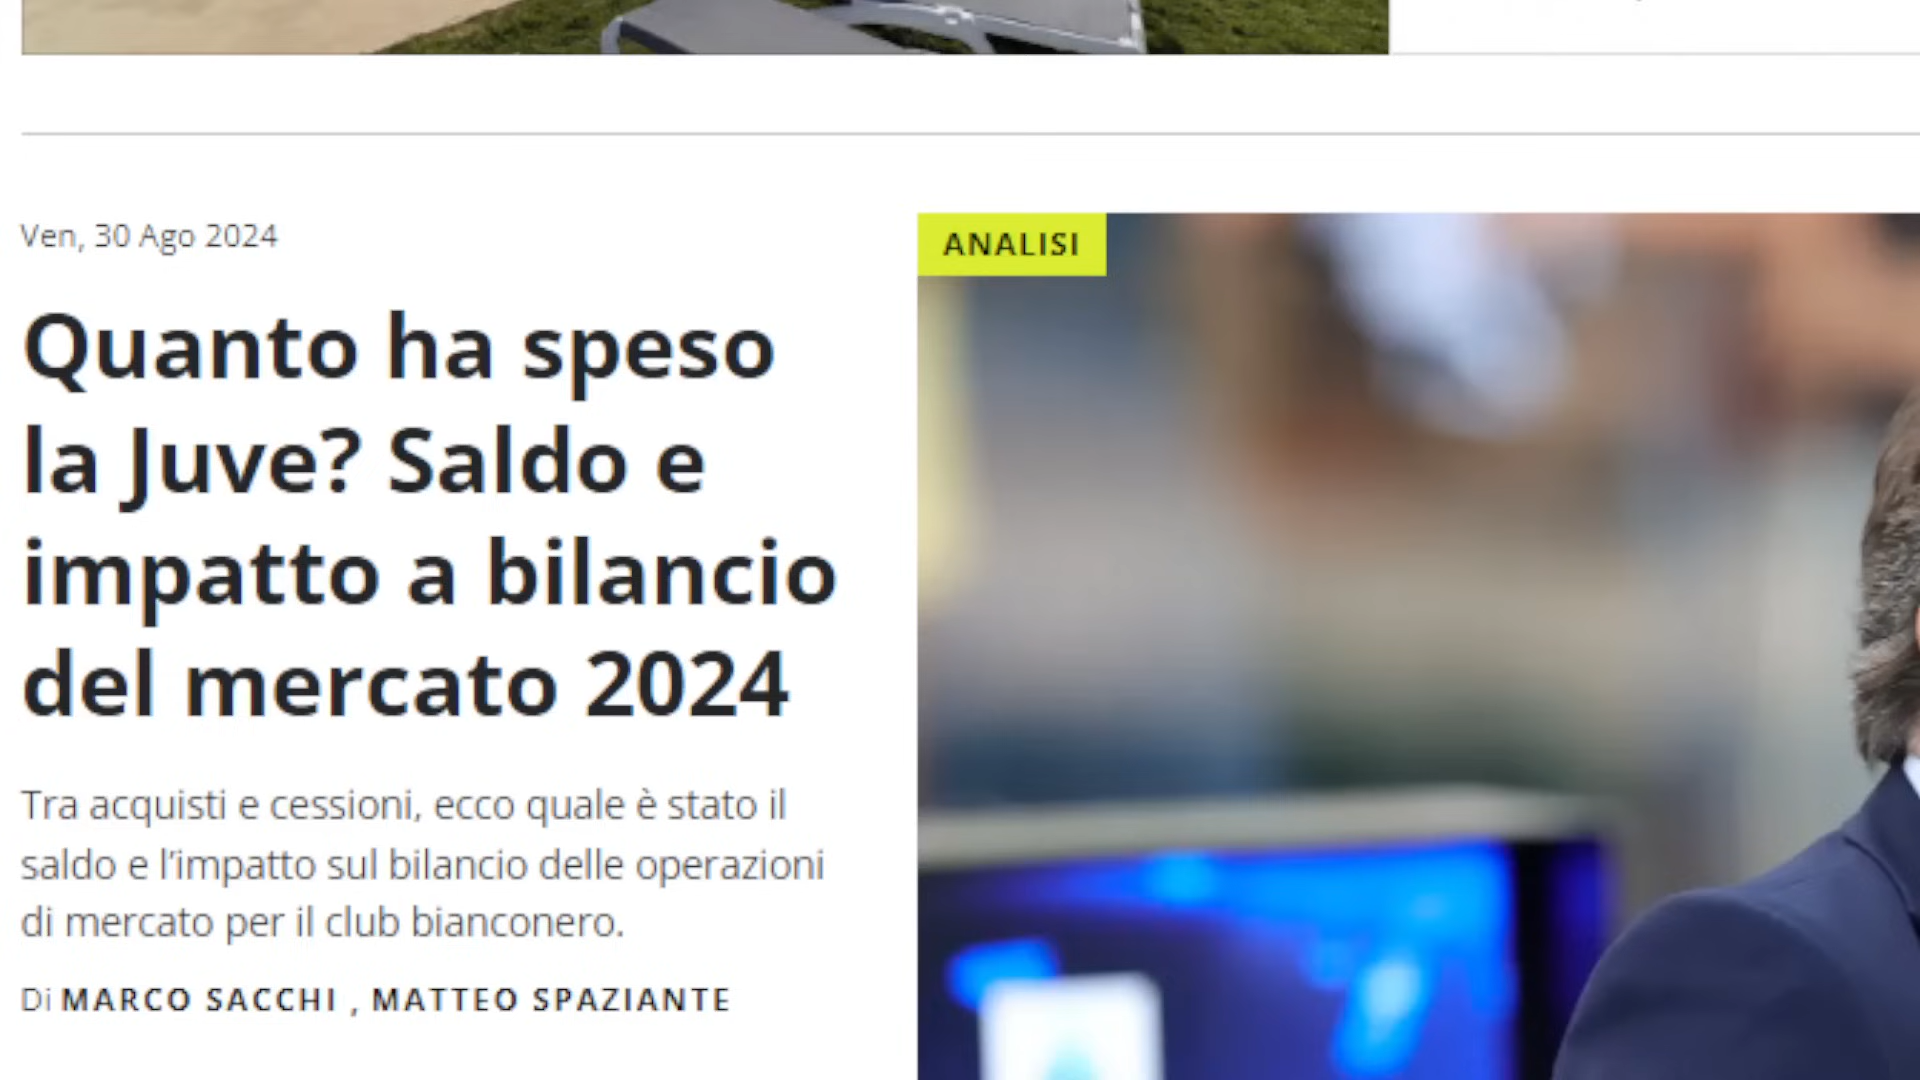 Ven, 30 Ago 2024
ANALISI
Quanto ha speso
la Juve? Saldo e
impatto a bilancio
del mercato 2024
Tra acquisti e cessioni, ecco quale è stato il
saldo e l’impatto sul bilancio delle operazioni
di mercato per il club bianconero.
Di MARCO SACCHI , MATTEO SPAZIANTE